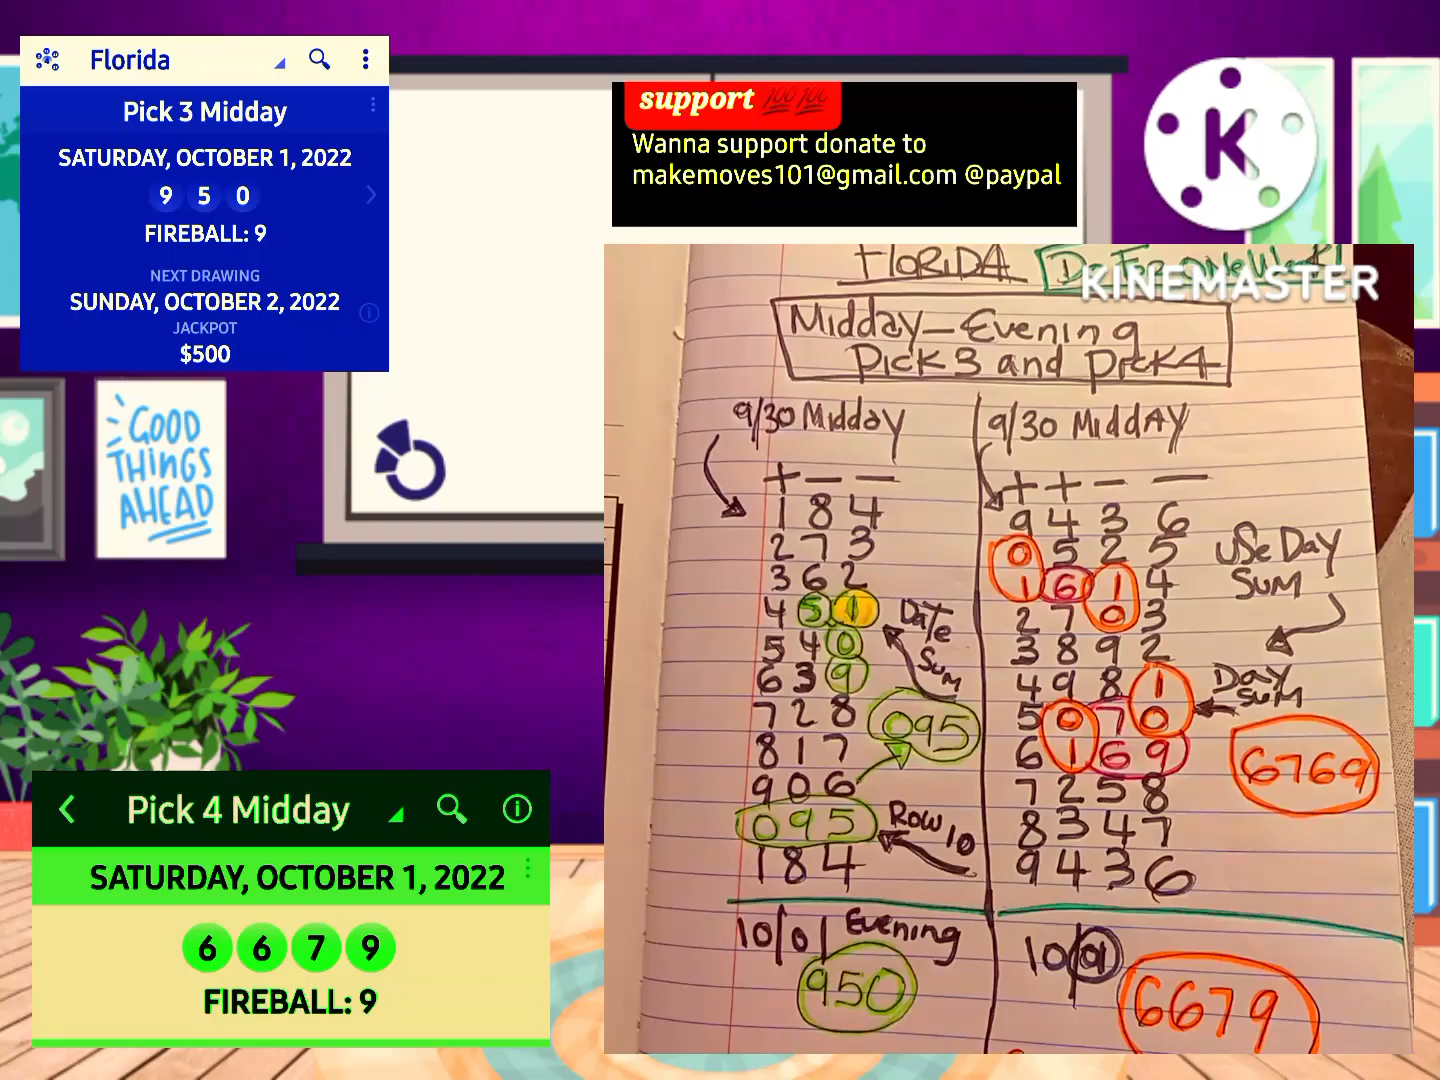 Florida
Pick 3 Midday
SATURDAY, OCTOBER 1, 2022
9 5 0
FIREBALL: 9
NEXT DRAWING
SUNDAY, OCTOBER 2, 2022
JACKPOT
$500
support 💯💯
Wanna support donate to
makemoves101@gmail.com @paypal
K
KINEMASTER
GOOD
THINGS
AHEAD
Pick 4 Midday
SATURDAY, OCTOBER 1, 2022
6 6 7 9
FIREBALL: 9
FLORIDA
Midday-Evening
Pick 3 and Pick 4
9/30 Midday
+ − −
1 8 4
2 7 3
3 6 2
4 5 1
5 4 0
6 3 9
7 2 8
8 1 7
9 0 6
0 9 5
1 8 4
Date
Sum
095
Row 10
10/01 Evening
950
9/30 MiddAy
+ + − −
9 4 3 6
0 5 2 5
1 6 1 4
2 7 0 3
3 8 9 2
4 9 8 1
5 0 7 0
6 1 6 9
7 2 5 8
8 3 4 7
9 4 3 6
USe Day
SUM
Day
SUM
6769
10/01
6679